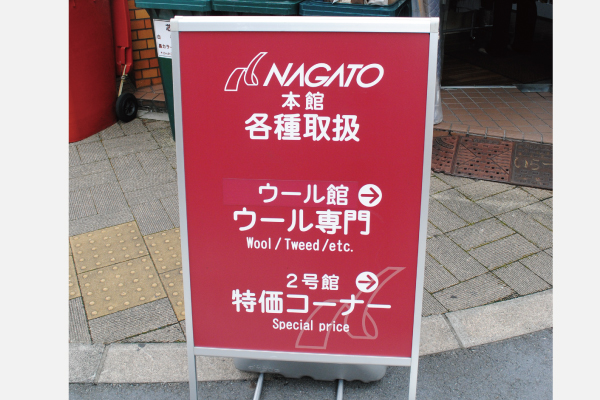 NAGATO
本館
各種取扱
ウール館
ウール専門
Wool/Tweed/etc.
2号館
特価コーナー
Special price